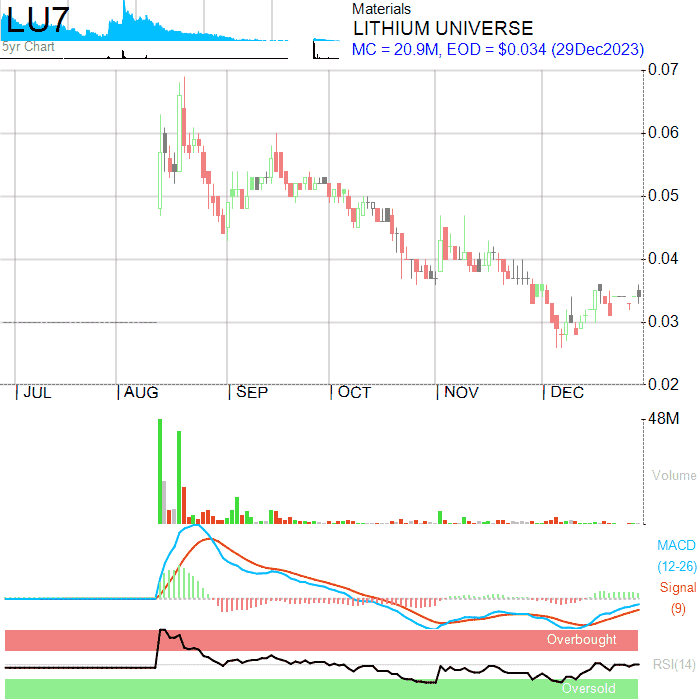 LU7
5yr Chart
Materials
LITHIUM UNIVERSE
MC = 20.9M, EOD = $0.034 (29Dec2023)
0.07
0.06
0.05
0.04
0.03
0.02
JUL AUG SEP OCT NOV DEC
48M
Volume
MACD
(12-26)
Signal
(9)
Overbought
RSI(14)
Oversold